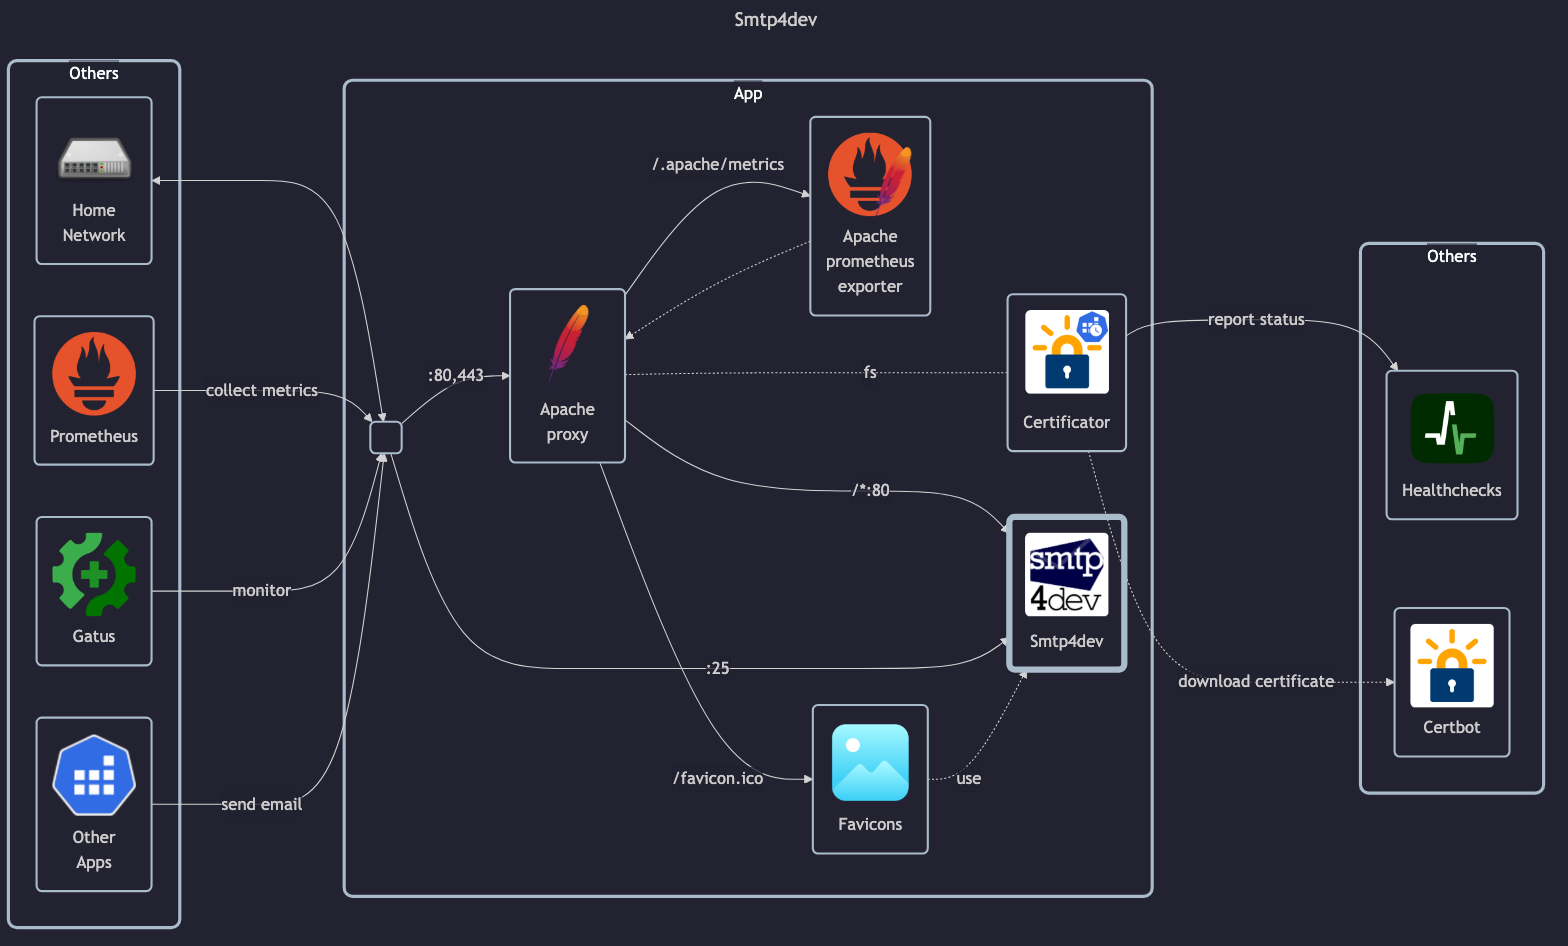 Smtp4dev
Others
Home
Network
Prometheus
Gatus
Other
Apps
collect metrics
monitor
send email
App
:80,443
Apache
proxy
/.apache/metrics
Apache
prometheus
exporter
fs
Certificator
/*:80
smtp
4dev
Smtp4dev
:25
/favicon.ico
Favicons
use
report status
download certificate
Others
Healthchecks
Certbot